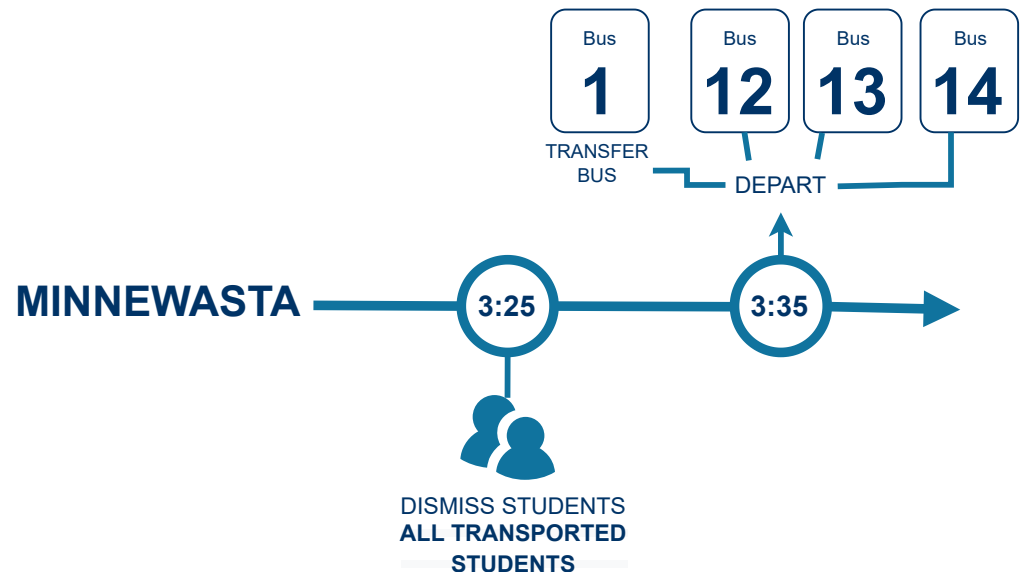 Bus Bus Bus Bus
1 12 13 14
TRANSFER
BUS
DEPART
MINNEWASTA
3:25
3:35
DISMISS STUDENTS
ALL TRANSPORTED
STUDENTS